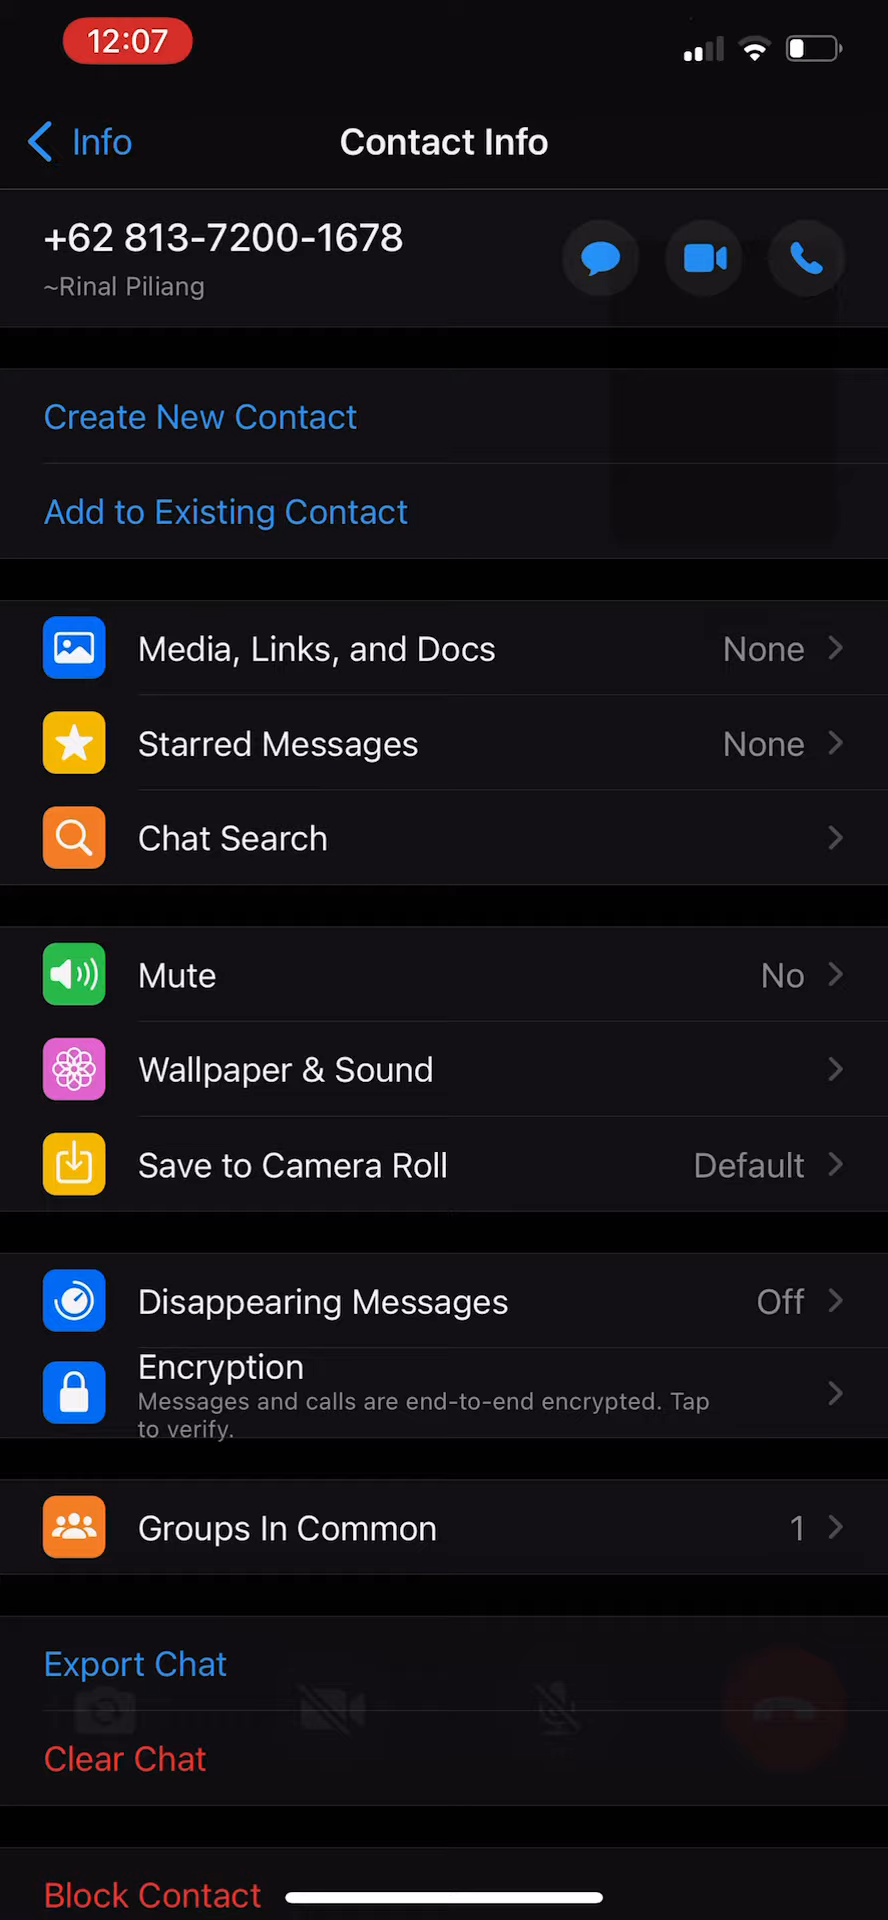 12:07
Info
Contact Info
+62 813-7200-1678
~Rinal Piliang
Create New Contact
Add to Existing Contact
Media, Links, and Docs None
Starred Messages None
Chat Search
Mute No
Wallpaper & Sound
Save to Camera Roll Default
Disappearing Messages Off
Encryption
Messages and calls are end-to-end encrypted. Tap
to verify.
Groups In Common 1
Export Chat
Clear Chat
Block Contact